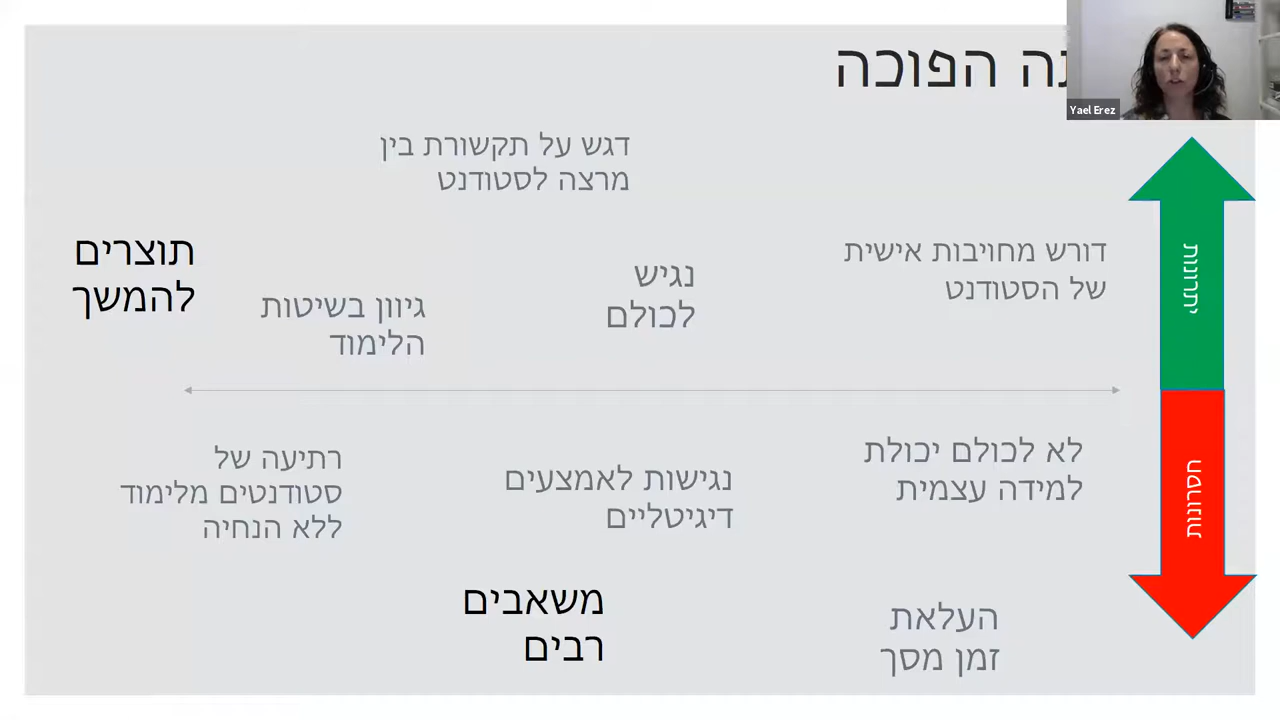 הפוכה
Yael Erez
דגש על תקשורת בין
מרצה לסטודנט
יתרונות
דורש מחויבות אישית
של הסטודנט
נגיש
לכולם
גיוון בשיטות
הלימוד
תוצרים
להמשך
חסרונות
לא לכולם יכולת
למידה עצמית
נגישות לאמצעים
דיגיטליים
רתיעה של
סטודנטים מלימוד
ללא הנחיה
העלאת
זמן מסך
משאבים
רבים